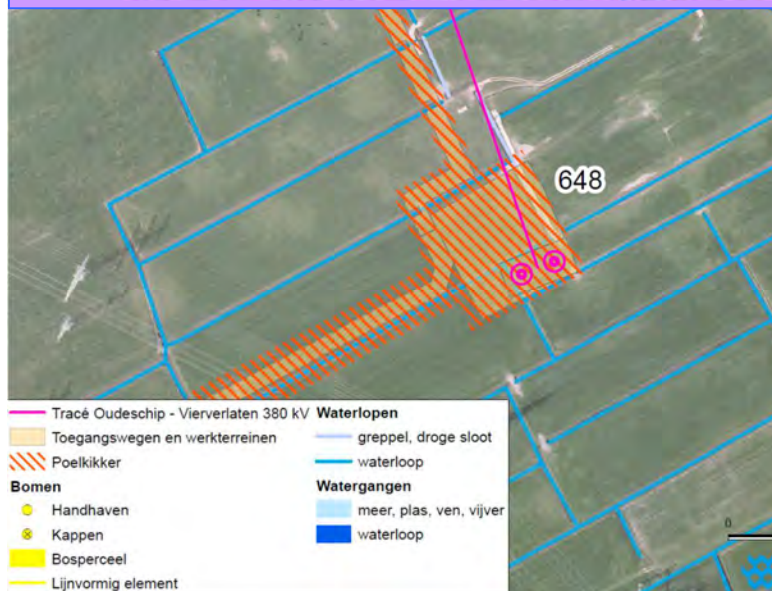 648
Tracé Oudeschip - Vierverlaten 380 kV
Toegangswegen en werkterreinen
Poelkikker
Bomen
Handhaven
Kappen
Bosperceel
Lijnvormig element
Waterlopen
greppel, droge sloot
waterloop
Watergangen
meer, plas, ven, vijver
waterloop
0